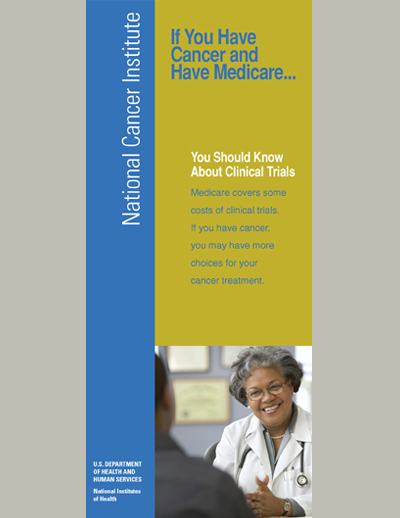 National Cancer Institute
If You Have
Cancer and
Have Medicare...
You Should Know
About Clinical Trials
Medicare covers some
costs of clinical trials.
If you have cancer,
you may have more
choices for your
cancer treatment.
U.S. DEPARTMENT
OF HEALTH AND
HUMAN SERVICES
National Institutes
of Health